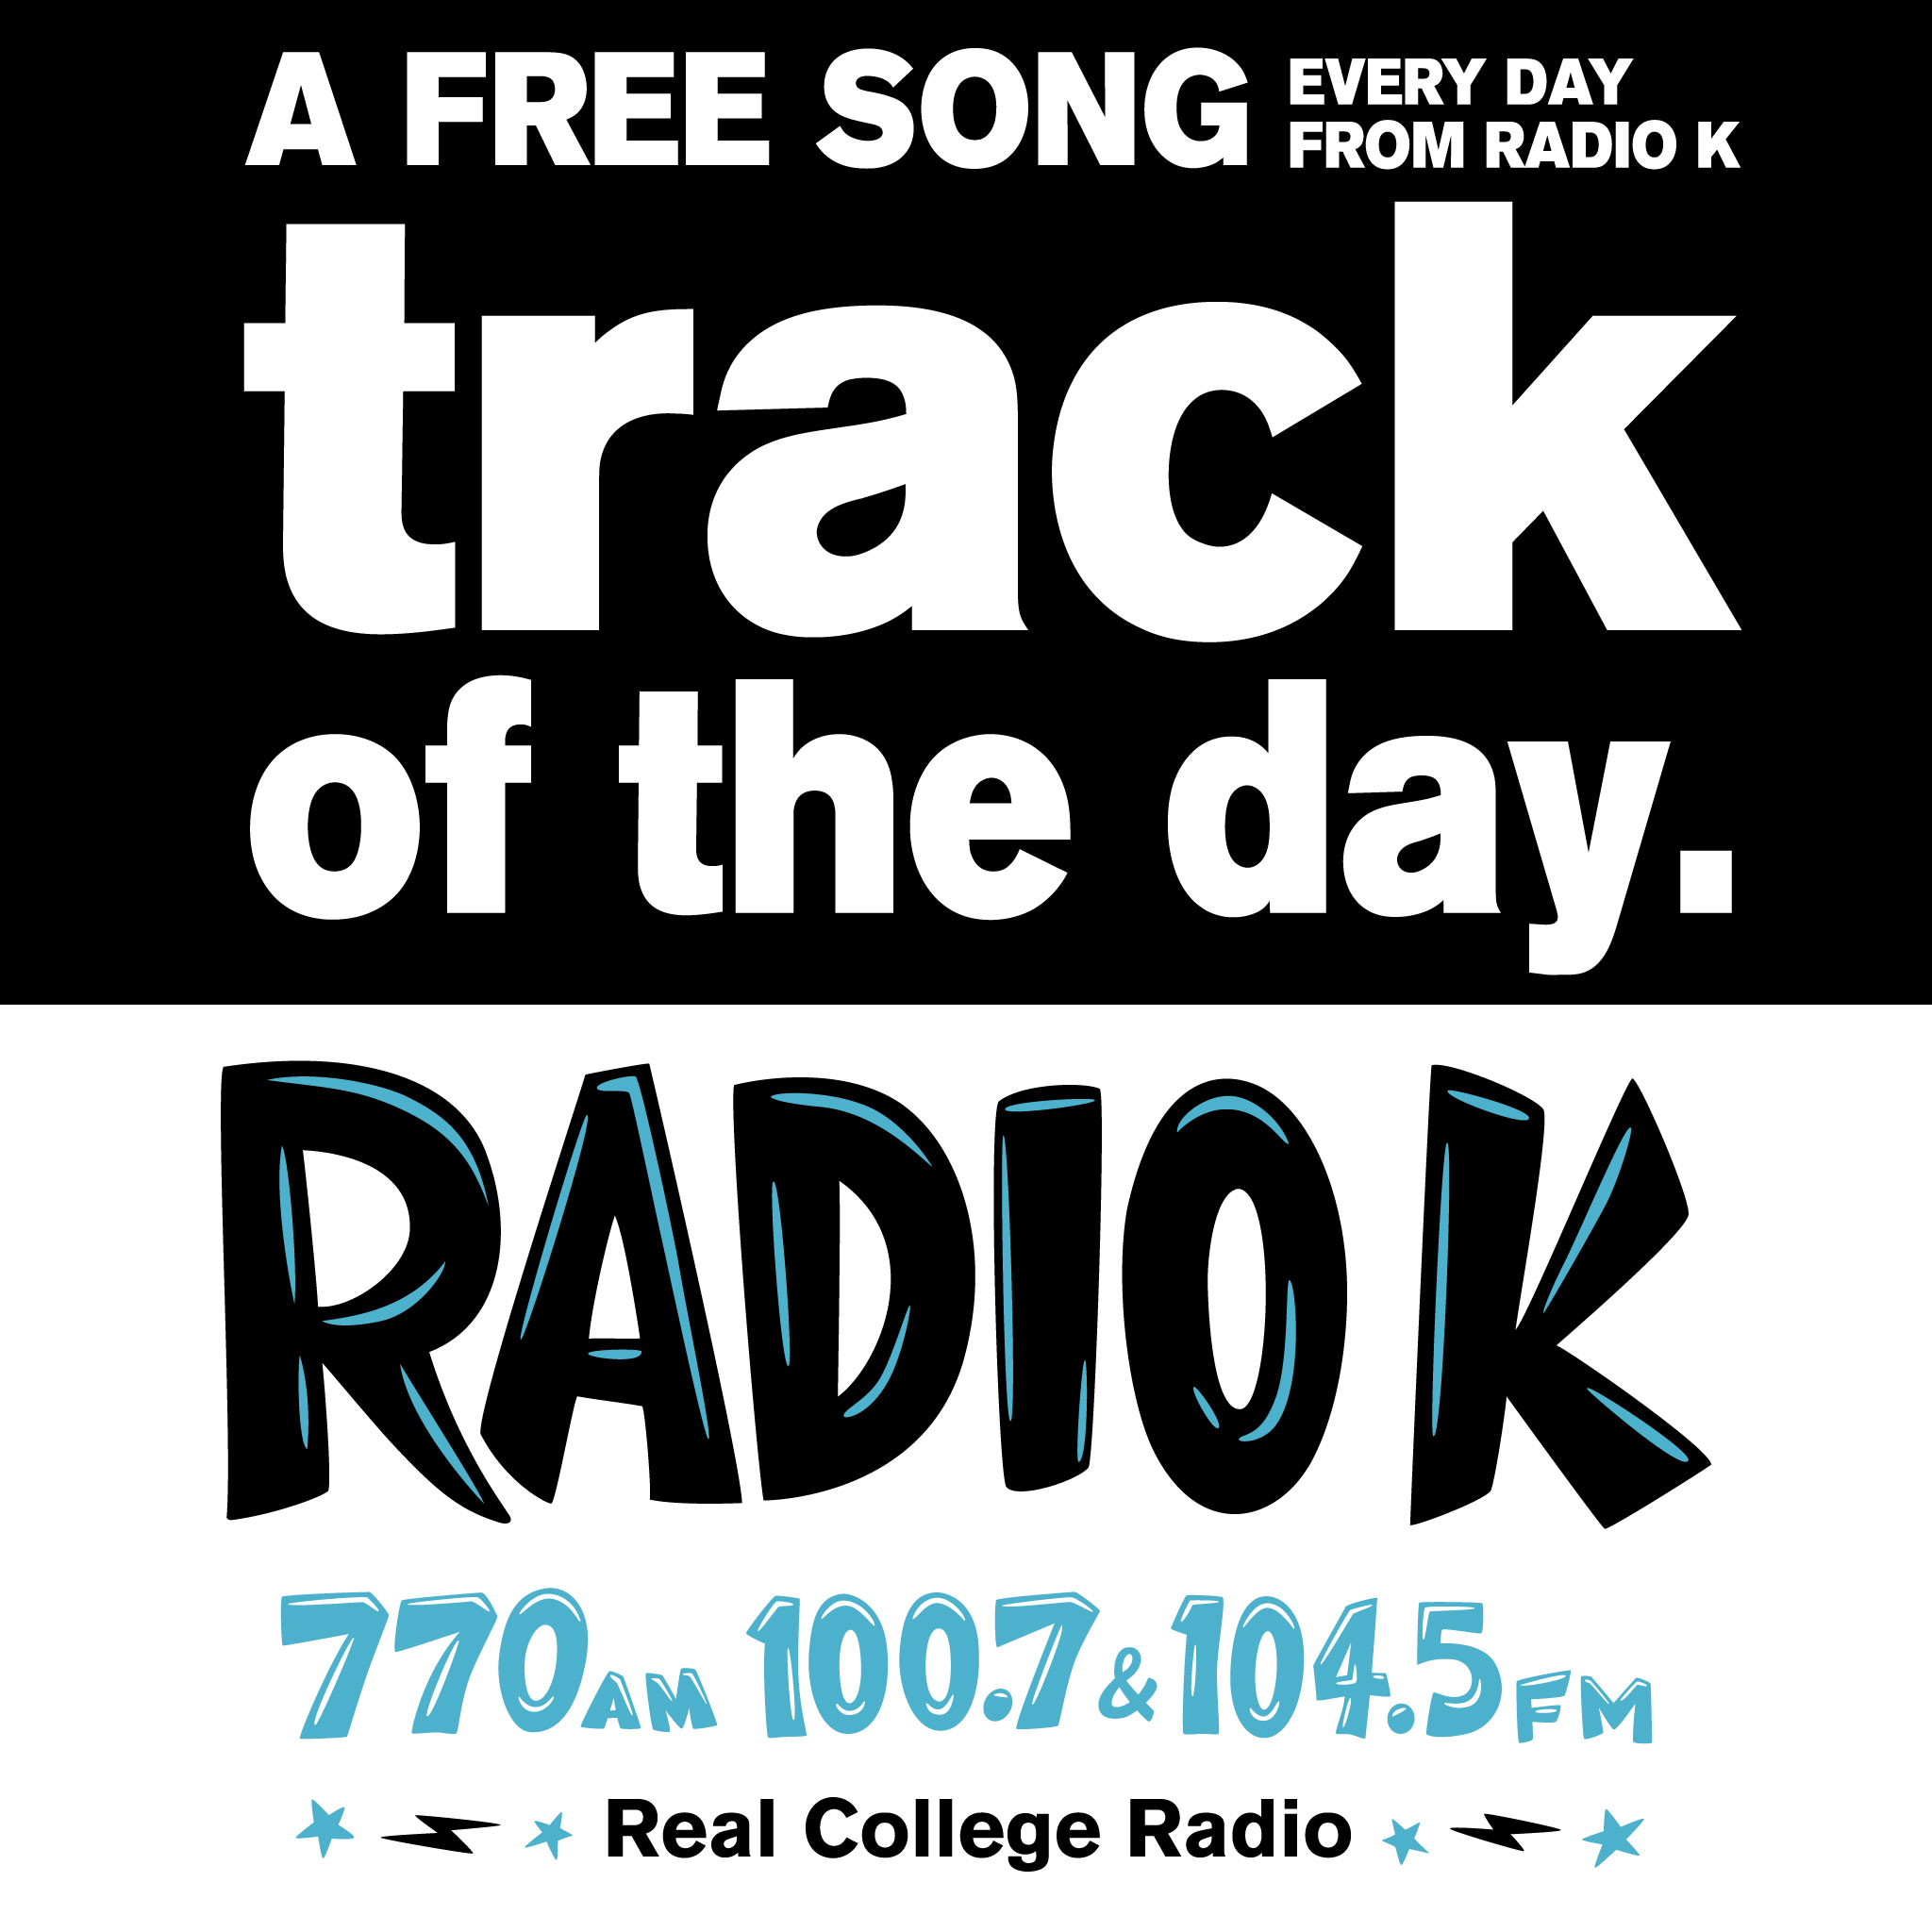 A FREE SONG EVERY DAY
FROM RADIO K
track
of the day.
RADIO K
770AM 100.7 & 104.5FM
Real College Radio